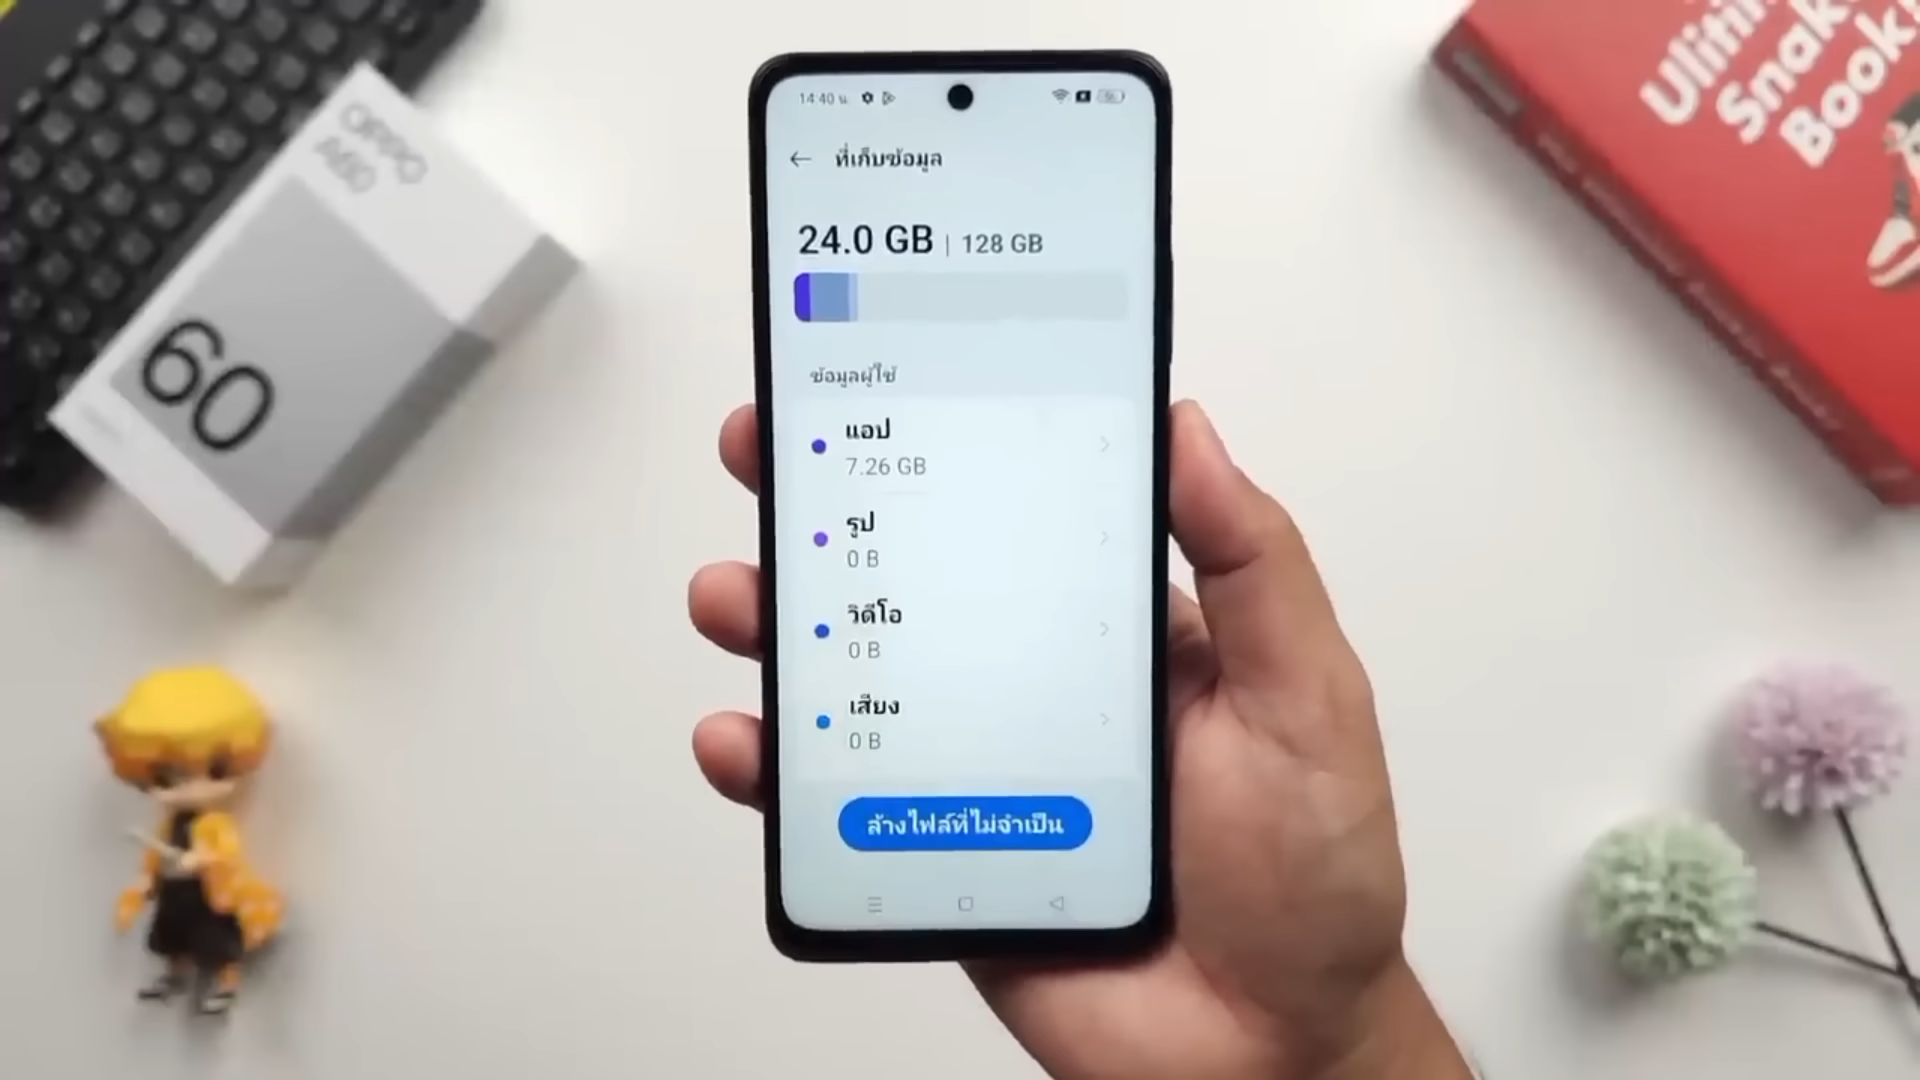 OPPO
A60
60
Snak
Book
14:40 น.
ที่เก็บข้อมูล
24.0 GB | 128 GB
ข้อมูลผู้ใช้
แอป
7.26 GB
รูป
0 B
วิดีโอ
0 B
เสียง
0 B
ล้างไฟล์ที่ไม่จำเป็น